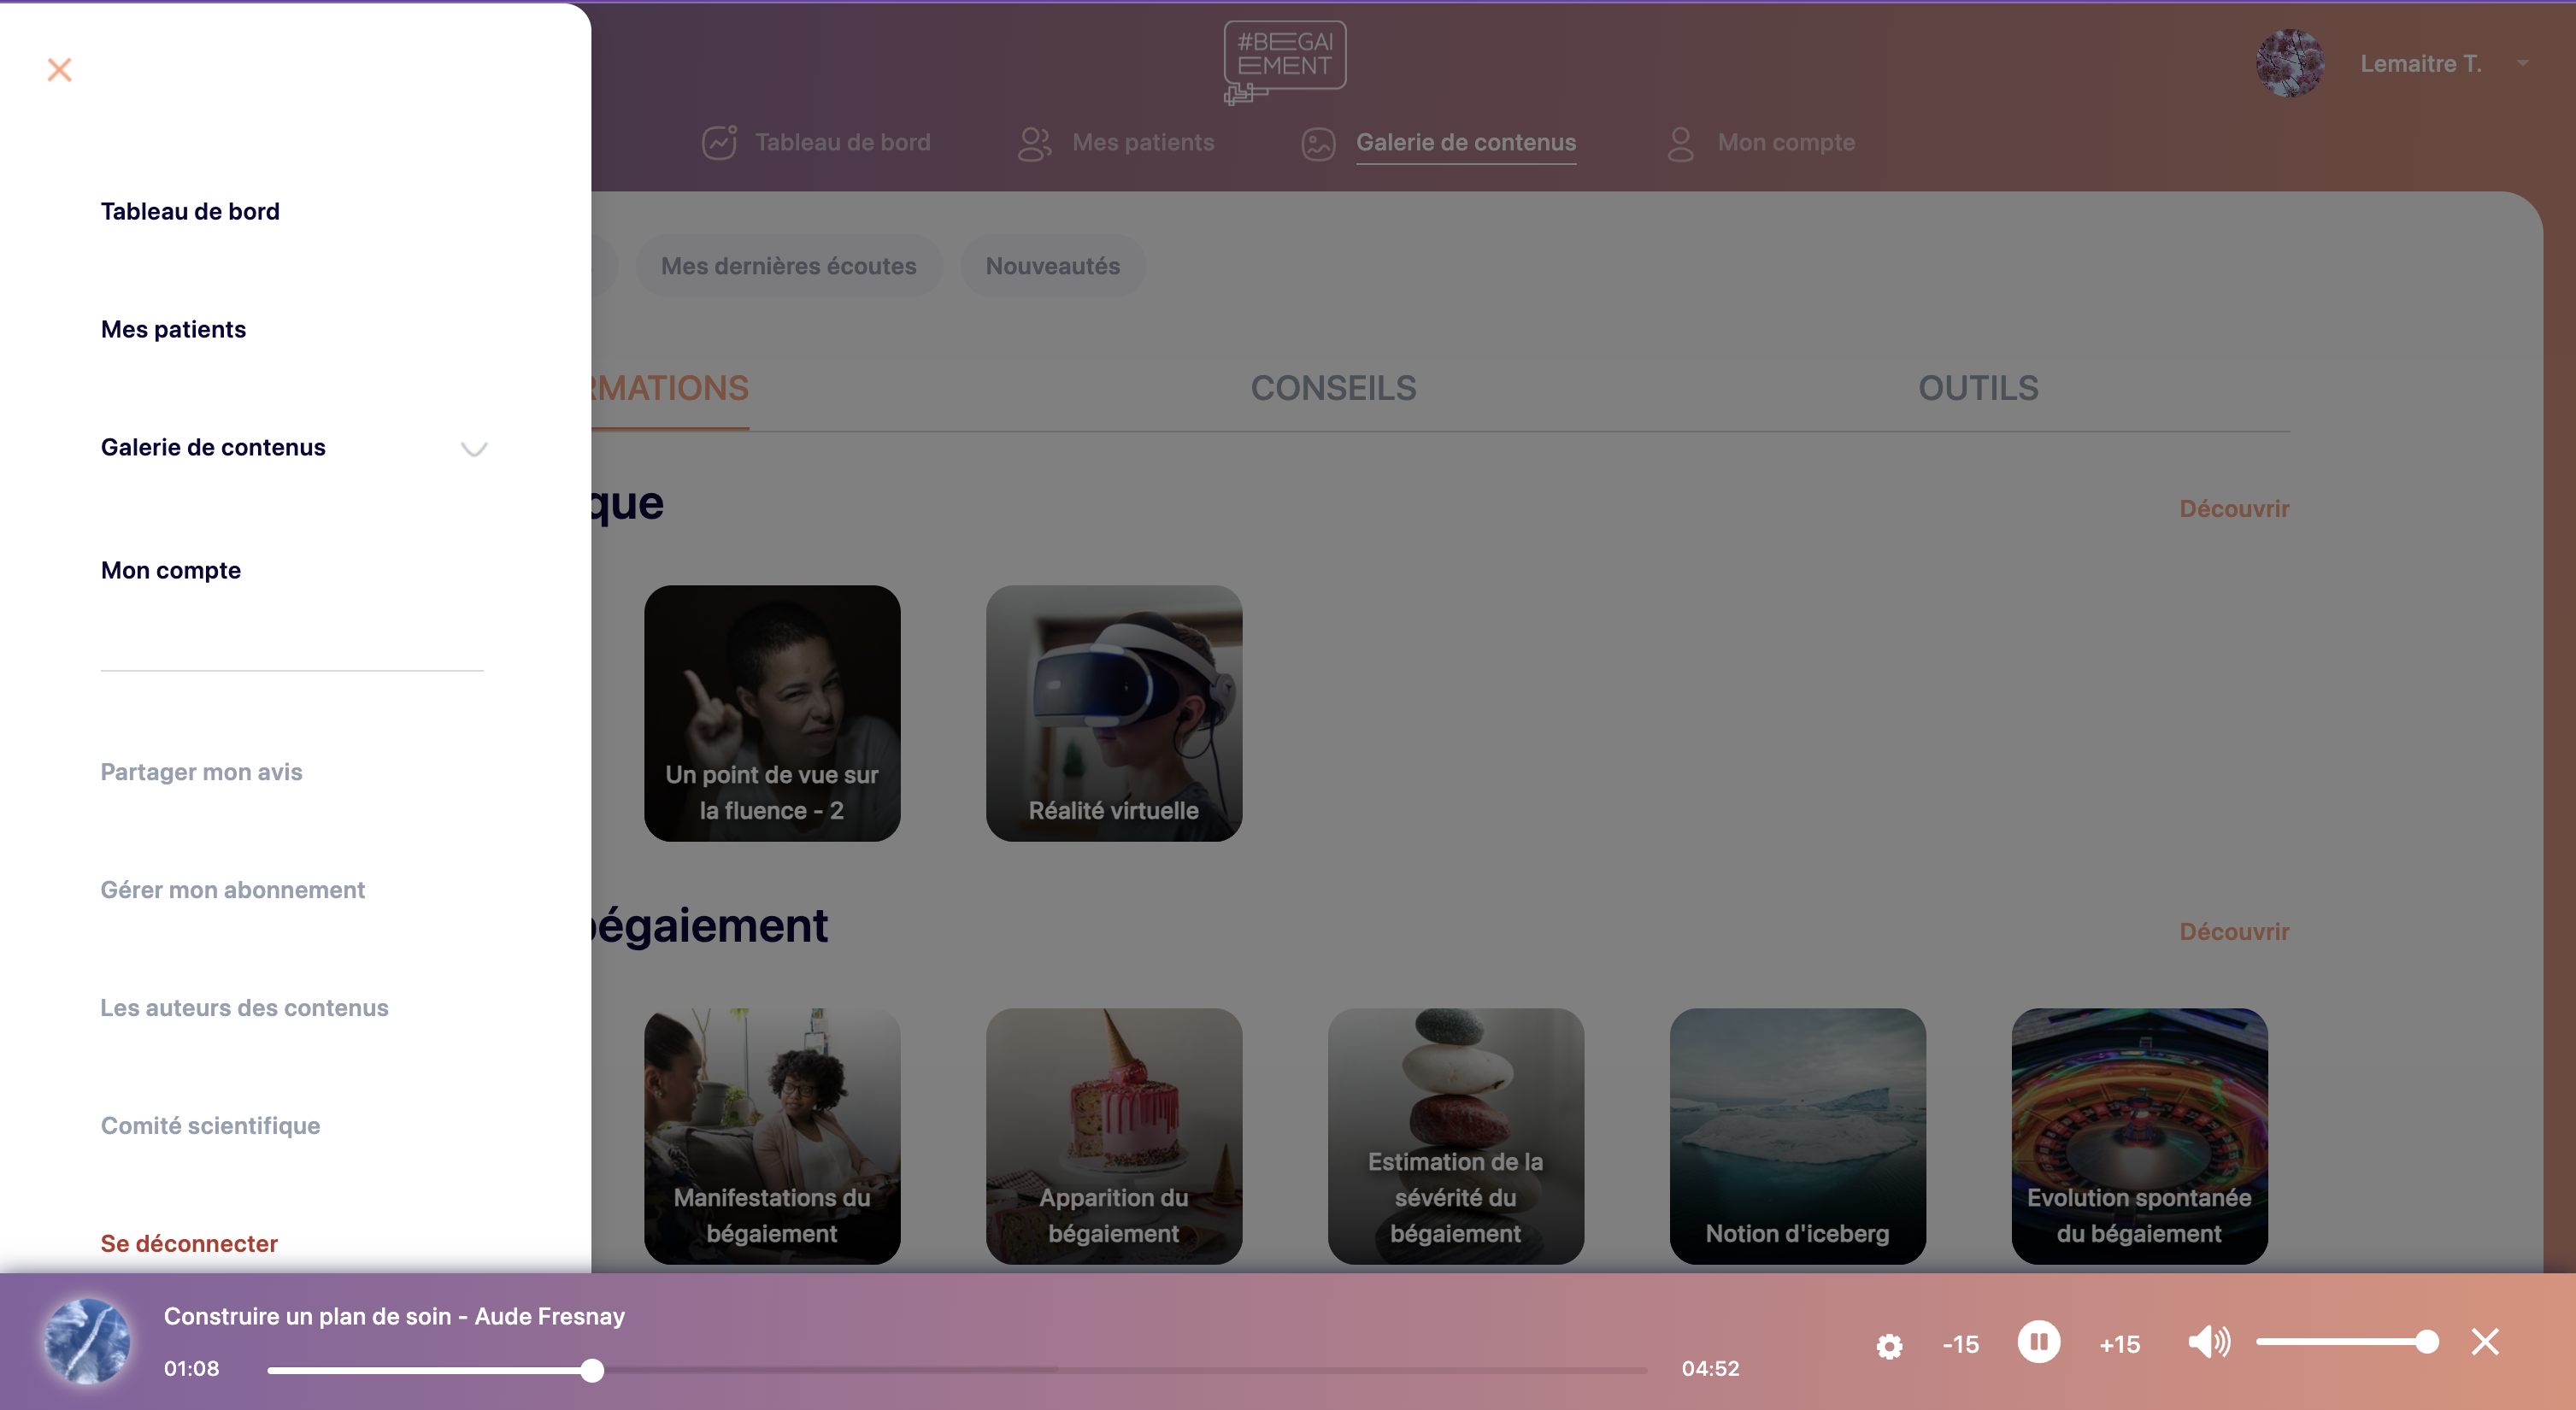 #BEGAI
EMENT
Lemaitre T.
Tableau de bord
Mes patients
Galerie de contenus
Mon compte
Tableau de bord
Mes patients
Galerie de contenus
Mon compte
Partager mon avis
Gérer mon abonnement
Les auteurs des contenus
Comité scientifique
Se déconnecter
Mes dernières écoutes
Nouveautés
RMATIONS
CONSEILS
OUTILS
que
Découvrir
Un point de vue sur
la fluence - 2
Réalité virtuelle
bégaiement
Découvrir
Manifestations du
bégaiement
Apparition du
bégaiement
Estimation de la
sévérité du
bégaiement
Notion d'iceberg
Evolution spontanée
du bégaiement
Construire un plan de soin - Aude Fresnay
01:08
04:52
-15
+15